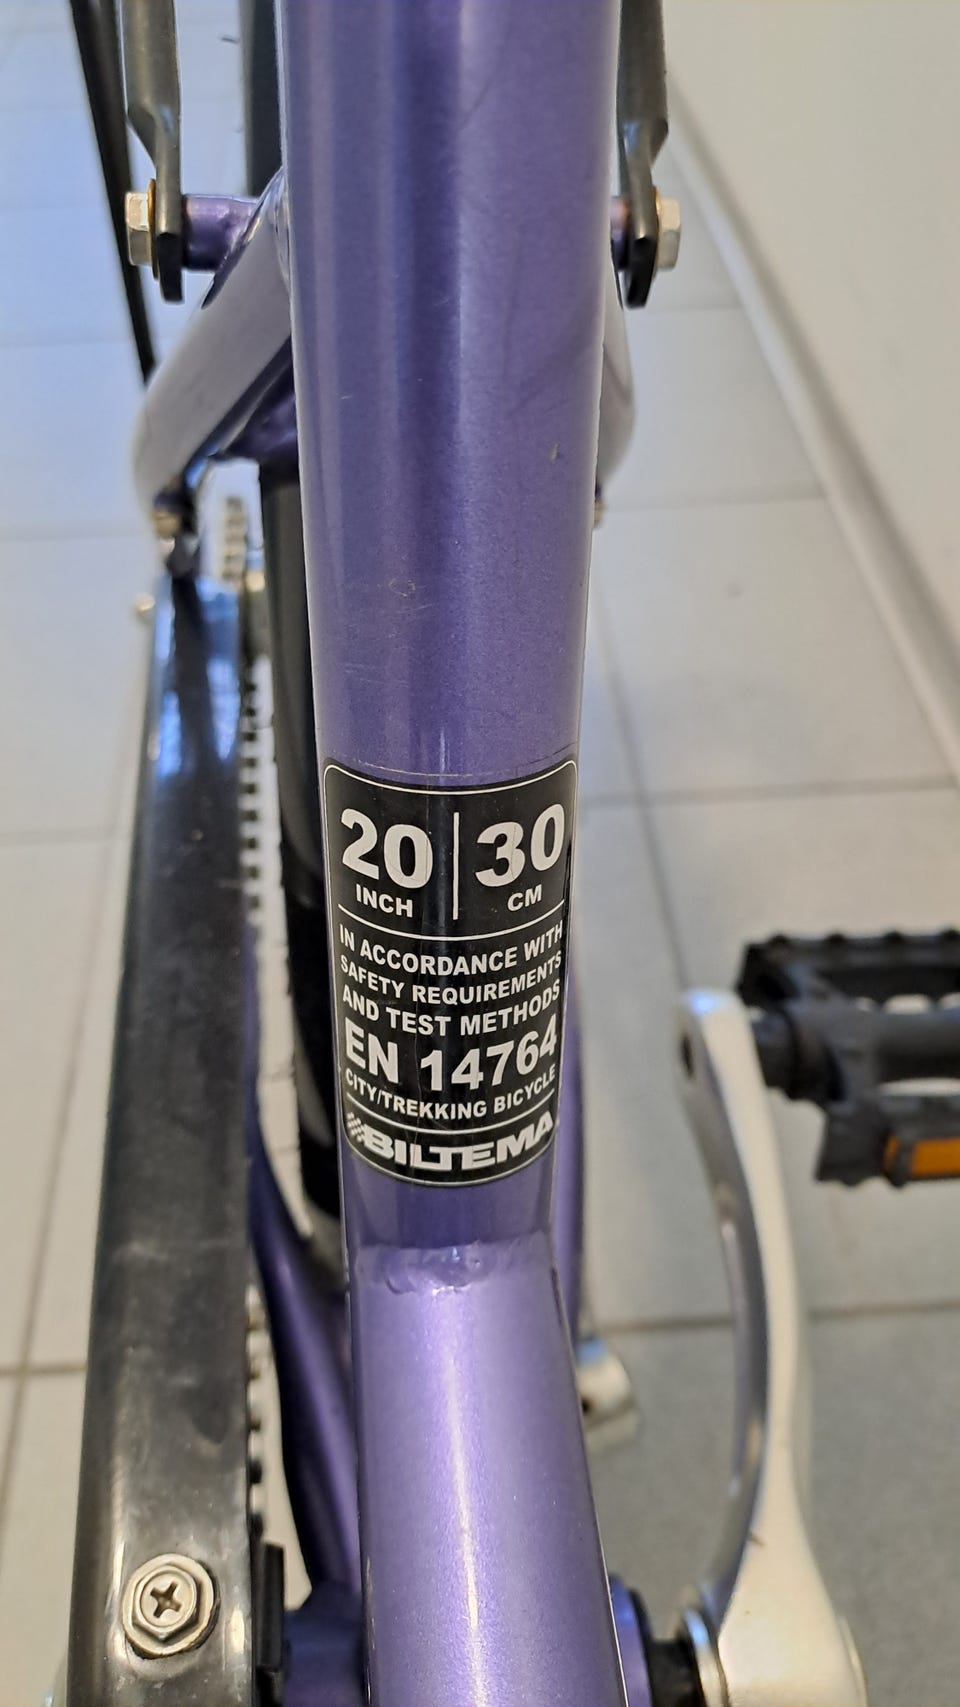 20 | 30
INCH CM
IN ACCORDANCE WITH
SAFETY REQUIREMENTS
AND TEST METHODS
EN 14764
CITY/TREKKING BICYCLE
BILTEMA